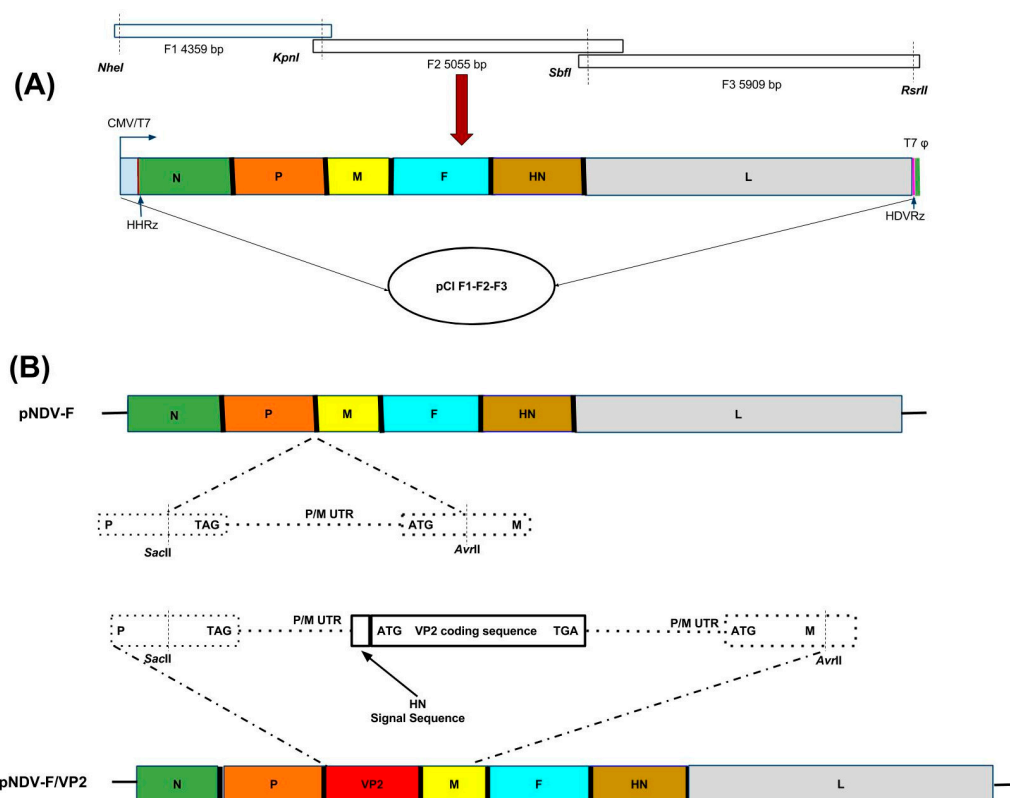 F1 4359 bp
NheI
KpnI
F2 5055 bp
SbfI
F3 5909 bp
RsrII
(A)
CMV/T7
T7 φ
N P M F HN L
HHRz
HDVRz
pCI F1-F2-F3
(B)
pNDV-F
N P M F HN L
P TAG P/M UTR ATG M
SacII AvrII
P TAG P/M UTR ATG VP2 coding sequence TGA P/M UTR ATG M
SacII AvrII
HN
Signal Sequence
pNDV-F/VP2
N P VP2 M F HN L